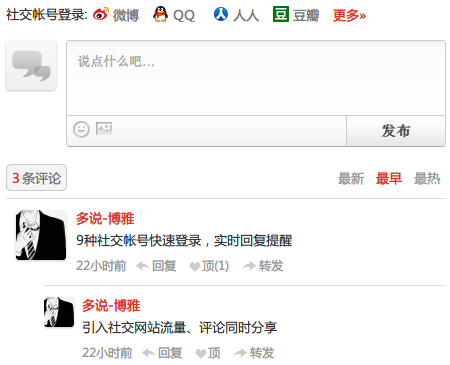 社交帐号登录: 微博 QQ 人人 豆 豆瓣 更多»
说点什么吧...
发布
3条评论 最新 最早 最热
多说-博雅
9种社交帐号快速登录，实时回复提醒
22小时前 回复 顶(1) 转发
多说-博雅
引入社交网站流量、评论同时分享
22小时前 回复 顶 转发